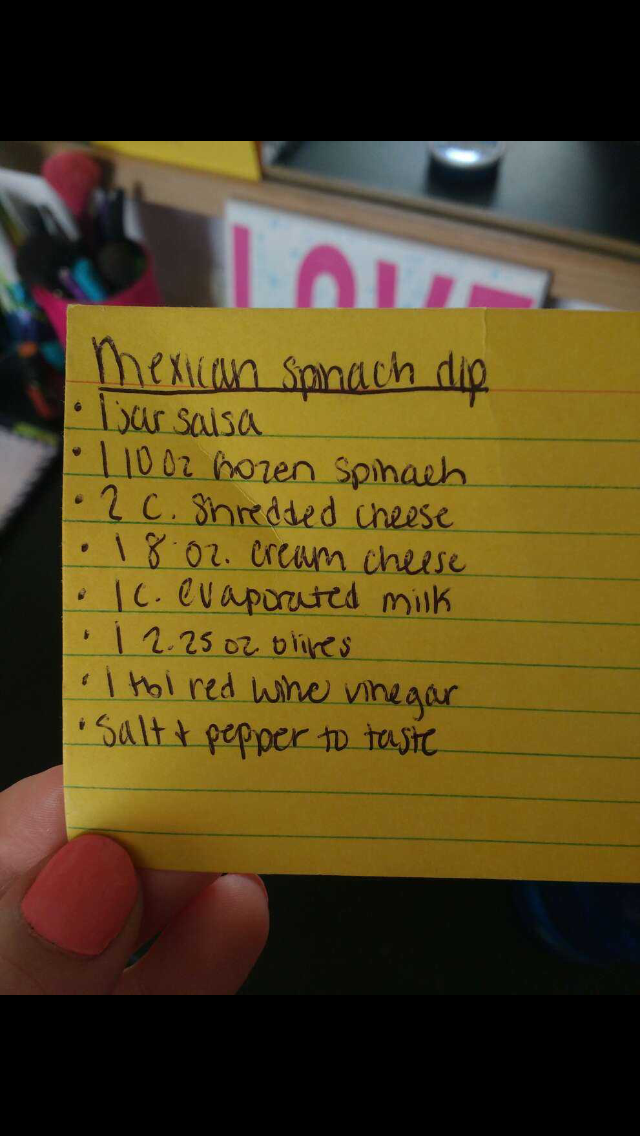 LOVE
Mexican spinach dip
• 1 jar salsa
• 1 10 oz frozen spinach
• 2 c. shredded cheese
• 1 8 oz. cream cheese
• 1 c. evaporated milk
• 1 2.25 oz olives
• 1 tbl red wine vinegar
• Salt + pepper to taste